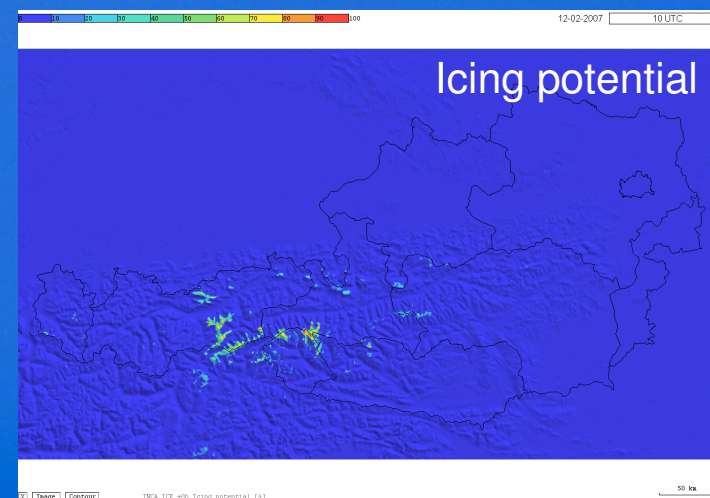 0 10 20 30 40 50 60 70 80 90 100
12-02-2007 10 UTC
Icing potential
50 km
X Image Contour INCA ICE +0h Icing potential [%]